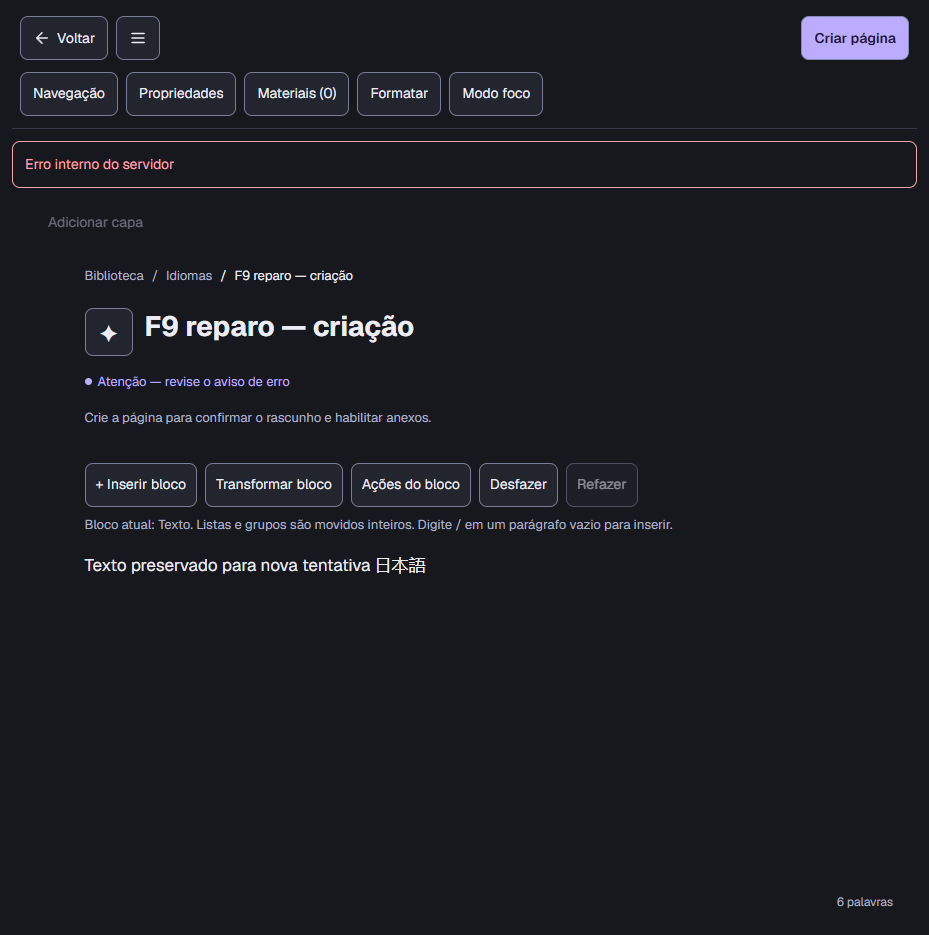 Voltar
Criar página
Navegação
Propriedades
Materiais (0)
Formatar
Modo foco
Erro interno do servidor
Adicionar capa
Biblioteca / Idiomas / F9 reparo — criação
F9 reparo — criação
Atenção — revise o aviso de erro
Crie a página para confirmar o rascunho e habilitar anexos.
+ Inserir bloco
Transformar bloco
Ações do bloco
Desfazer
Refazer
Bloco atual: Texto. Listas e grupos são movidos inteiros. Digite / em um parágrafo vazio para inserir.
Texto preservado para nova tentativa 日本語
6 palavras